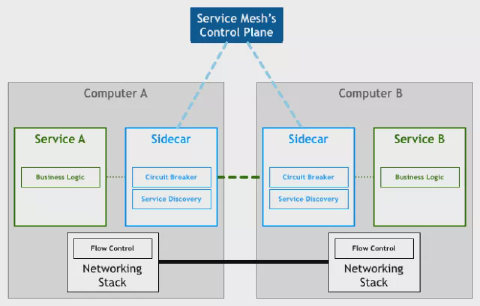 Service Mesh's
Control Plane
Computer A
Computer B
Service A
Sidecar
Business Logic
Circuit Breaker
Service Discovery
Sidecar
Service B
Circuit Breaker
Service Discovery
Business Logic
Flow Control
Networking
Stack
Flow Control
Networking
Stack